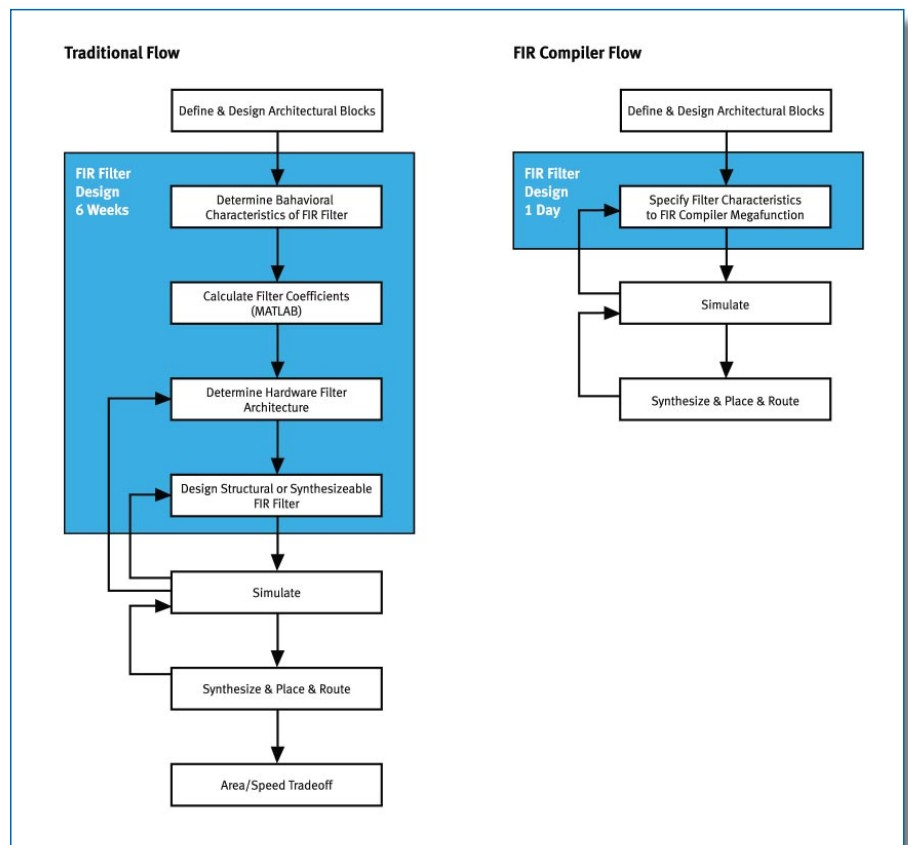 Traditional Flow
Define & Design Architectural Blocks
FIR Filter
Design
6 Weeks
Determine Bahavioral
Characteristics of FIR Filter
Calculate Filter Coefficients
(MATLAB)
Determine Hardware Filter
Architecture
Design Structural or Synthesizeable
FIR Filter
Simulate
Synthesize & Place & Route
Area/Speed Tradeoff
FIR Compiler Flow
Define & Design Architectural Blocks
FIR Filter
Design
1 Day
Specify Filter Characteristics
to FIR Compiler Megafunction
Simulate
Synthesize & Place & Route